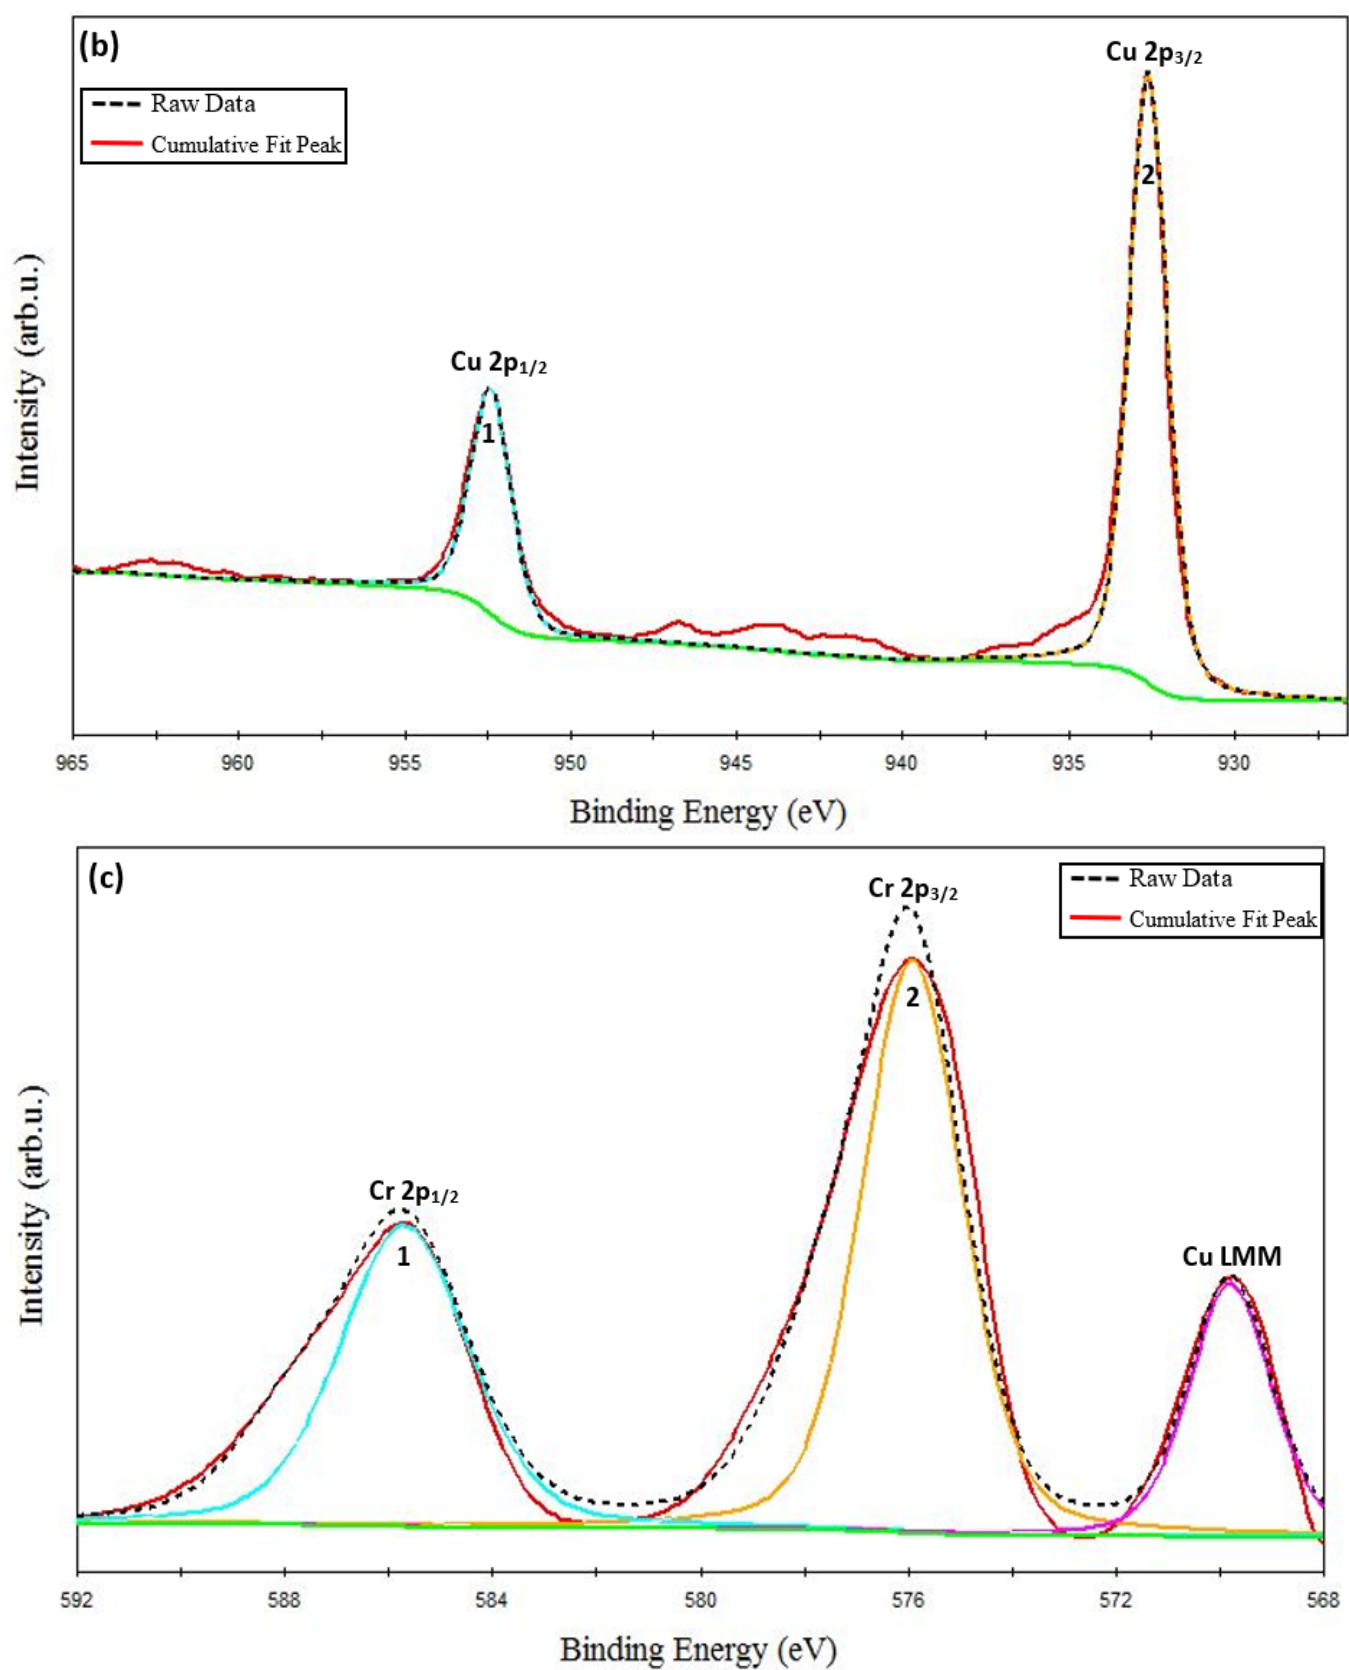 (b)
Cu 2p3/2
Raw Data
Cumulative Fit Peak
2
Cu 2p1/2
1
Intensity (arb.u.)
965 960 955 950 945 940 935 930
Binding Energy (eV)
(c)
Cr 2p3/2
Raw Data
Cumulative Fit Peak
2
Cr 2p1/2
1
Cu LMM
Intensity (arb.u.)
592 588 584 580 576 572 568
Binding Energy (eV)